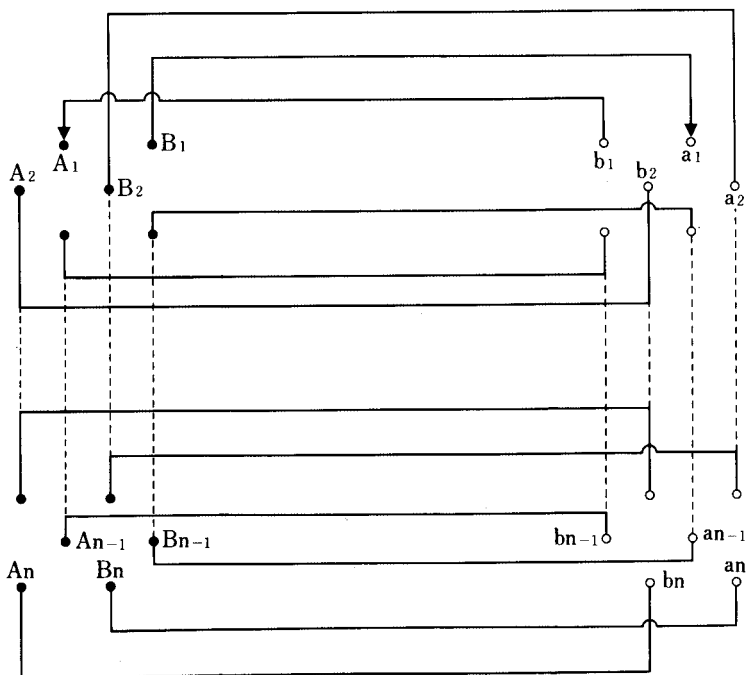 A₁ B₁ b₁ a₁
A₂ B₂ b₂ a₂
An−1 Bn−1 bn−1 an−1
An Bn bn an